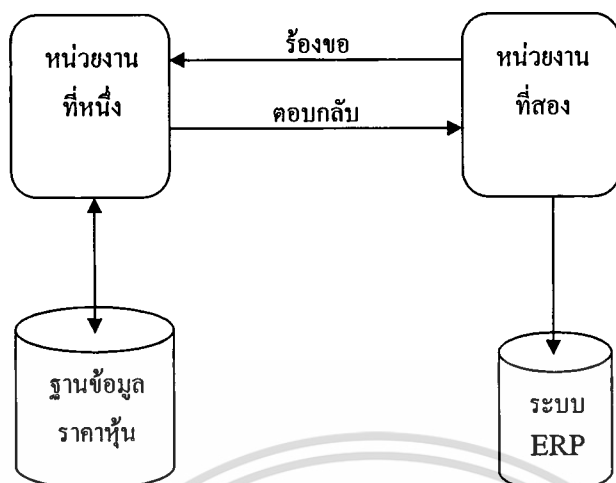 หน่วยงาน
ที่หนึ่ง
ร้องขอ
ตอบกลับ
หน่วยงาน
ที่สอง
ฐานข้อมูล
ราคาหุ้น
ระบบ
ERP